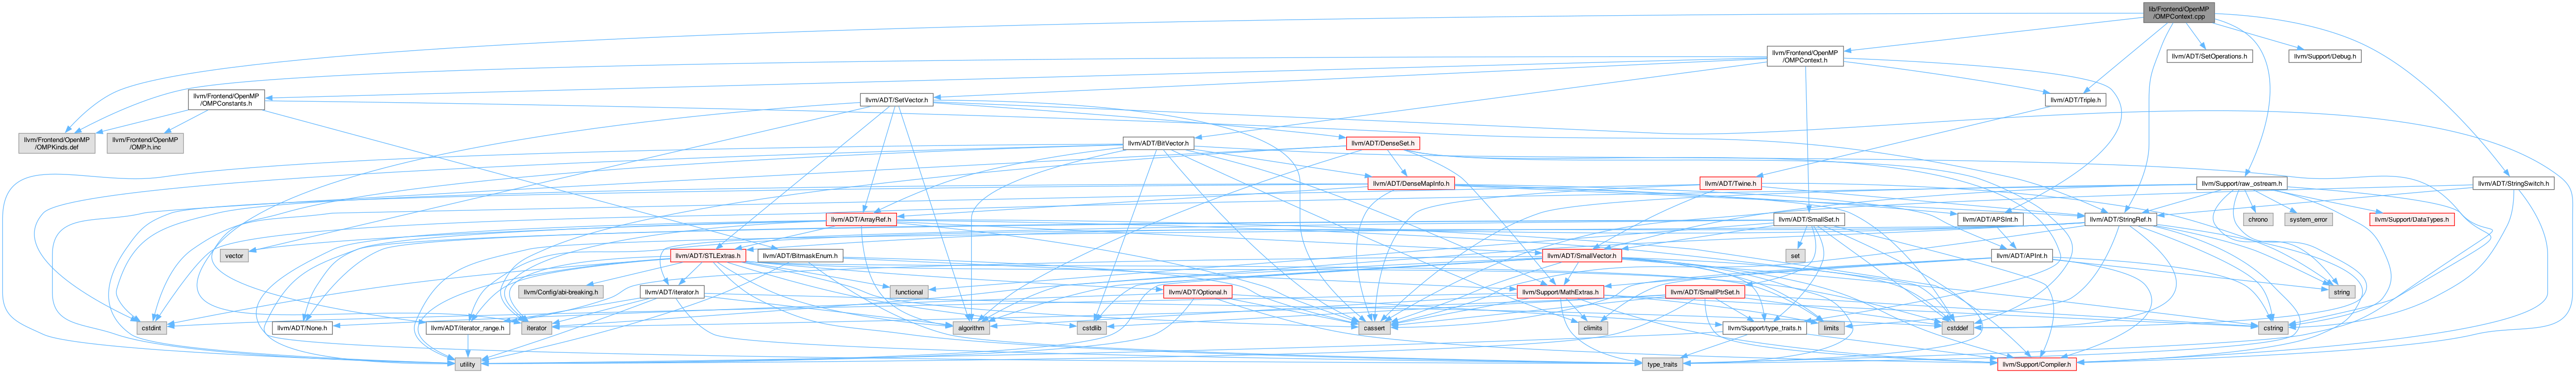 lib/Frontend/OpenMP
/OMPContext.cpp
llvm/Frontend/OpenMP
/OMPContext.h
llvm/ADT/SetOperations.h
llvm/Support/Debug.h
llvm/Frontend/OpenMP
/OMPConstants.h
llvm/ADT/SetVector.h
llvm/ADT/Triple.h
llvm/Frontend/OpenMP
/OMPKinds.def
llvm/Frontend/OpenMP
/OMP.h.inc
llvm/ADT/BitVector.h
llvm/ADT/DenseSet.h
llvm/ADT/DenseMapInfo.h
llvm/ADT/Twine.h
llvm/Support/raw_ostream.h
llvm/ADT/StringSwitch.h
llvm/ADT/ArrayRef.h
llvm/ADT/SmallSet.h
llvm/ADT/APSInt.h
llvm/ADT/StringRef.h
chrono
system_error
llvm/Support/DataTypes.h
vector
llvm/ADT/STLExtras.h
llvm/ADT/BitmaskEnum.h
llvm/ADT/SmallVector.h
set
llvm/ADT/APInt.h
llvm/Config/abi-breaking.h
llvm/ADT/iterator.h
functional
llvm/ADT/Optional.h
llvm/Support/MathExtras.h
llvm/ADT/SmallPtrSet.h
string
cstdint
llvm/ADT/None.h
llvm/ADT/iterator_range.h
iterator
algorithm
cstdlib
cassert
climits
llvm/Support/type_traits.h
limits
cstddef
cstring
utility
type_traits
llvm/Support/Compiler.h